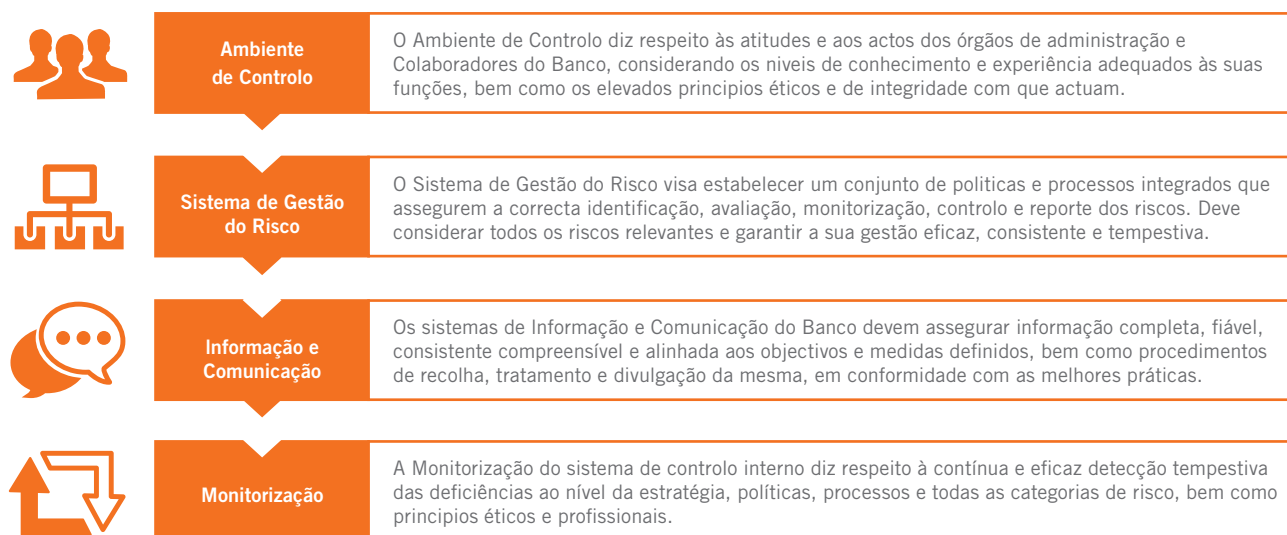 Ambiente
de Controlo
O Ambiente de Controlo diz respeito às atitudes e aos actos dos órgãos de administração e
Colaboradores do Banco, considerando os niveis de conhecimento e experiência adequados às suas
funções, bem como os elevados principios éticos e de integridade com que actuam.
Sistema de Gestão
do Risco
O Sistema de Gestão do Risco visa estabelecer um conjunto de politicas e processos integrados que
assegurem a correcta identificação, avaliação, monitorização, controlo e reporte dos riscos. Deve
considerar todos os riscos relevantes e garantir a sua gestão eficaz, consistente e tempestiva.
Informação e
Comunicação
Os sistemas de Informação e Comunicação do Banco devem assegurar informação completa, fiável,
consistente compreensível e alinhada aos objectivos e medidas definidos, bem como procedimentos
de recolha, tratamento e divulgação da mesma, em conformidade com as melhores práticas.
Monitorização
A Monitorização do sistema de controlo interno diz respeito à contínua e eficaz detecção tempestiva
das deficiências ao nível da estratégia, políticas, processos e todas as categorias de risco, bem como
principios éticos e profissionais.